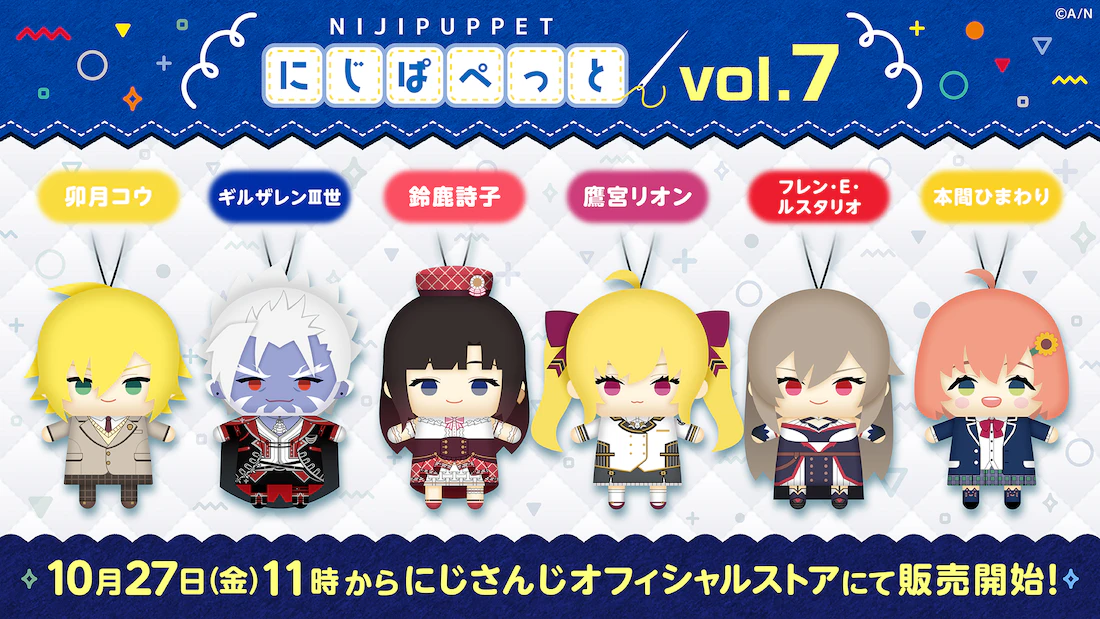 ©A/N
NIJIPUPPET
にじぱぺっと vol.7
卯月コウ
ギルザレンⅢ世
鈴鹿詩子
鷹宮リオン
フレン・E・
ルスタリオ
本間ひまわり
10月27日(金)11時からにじさんじオフィシャルストアにて販売開始!